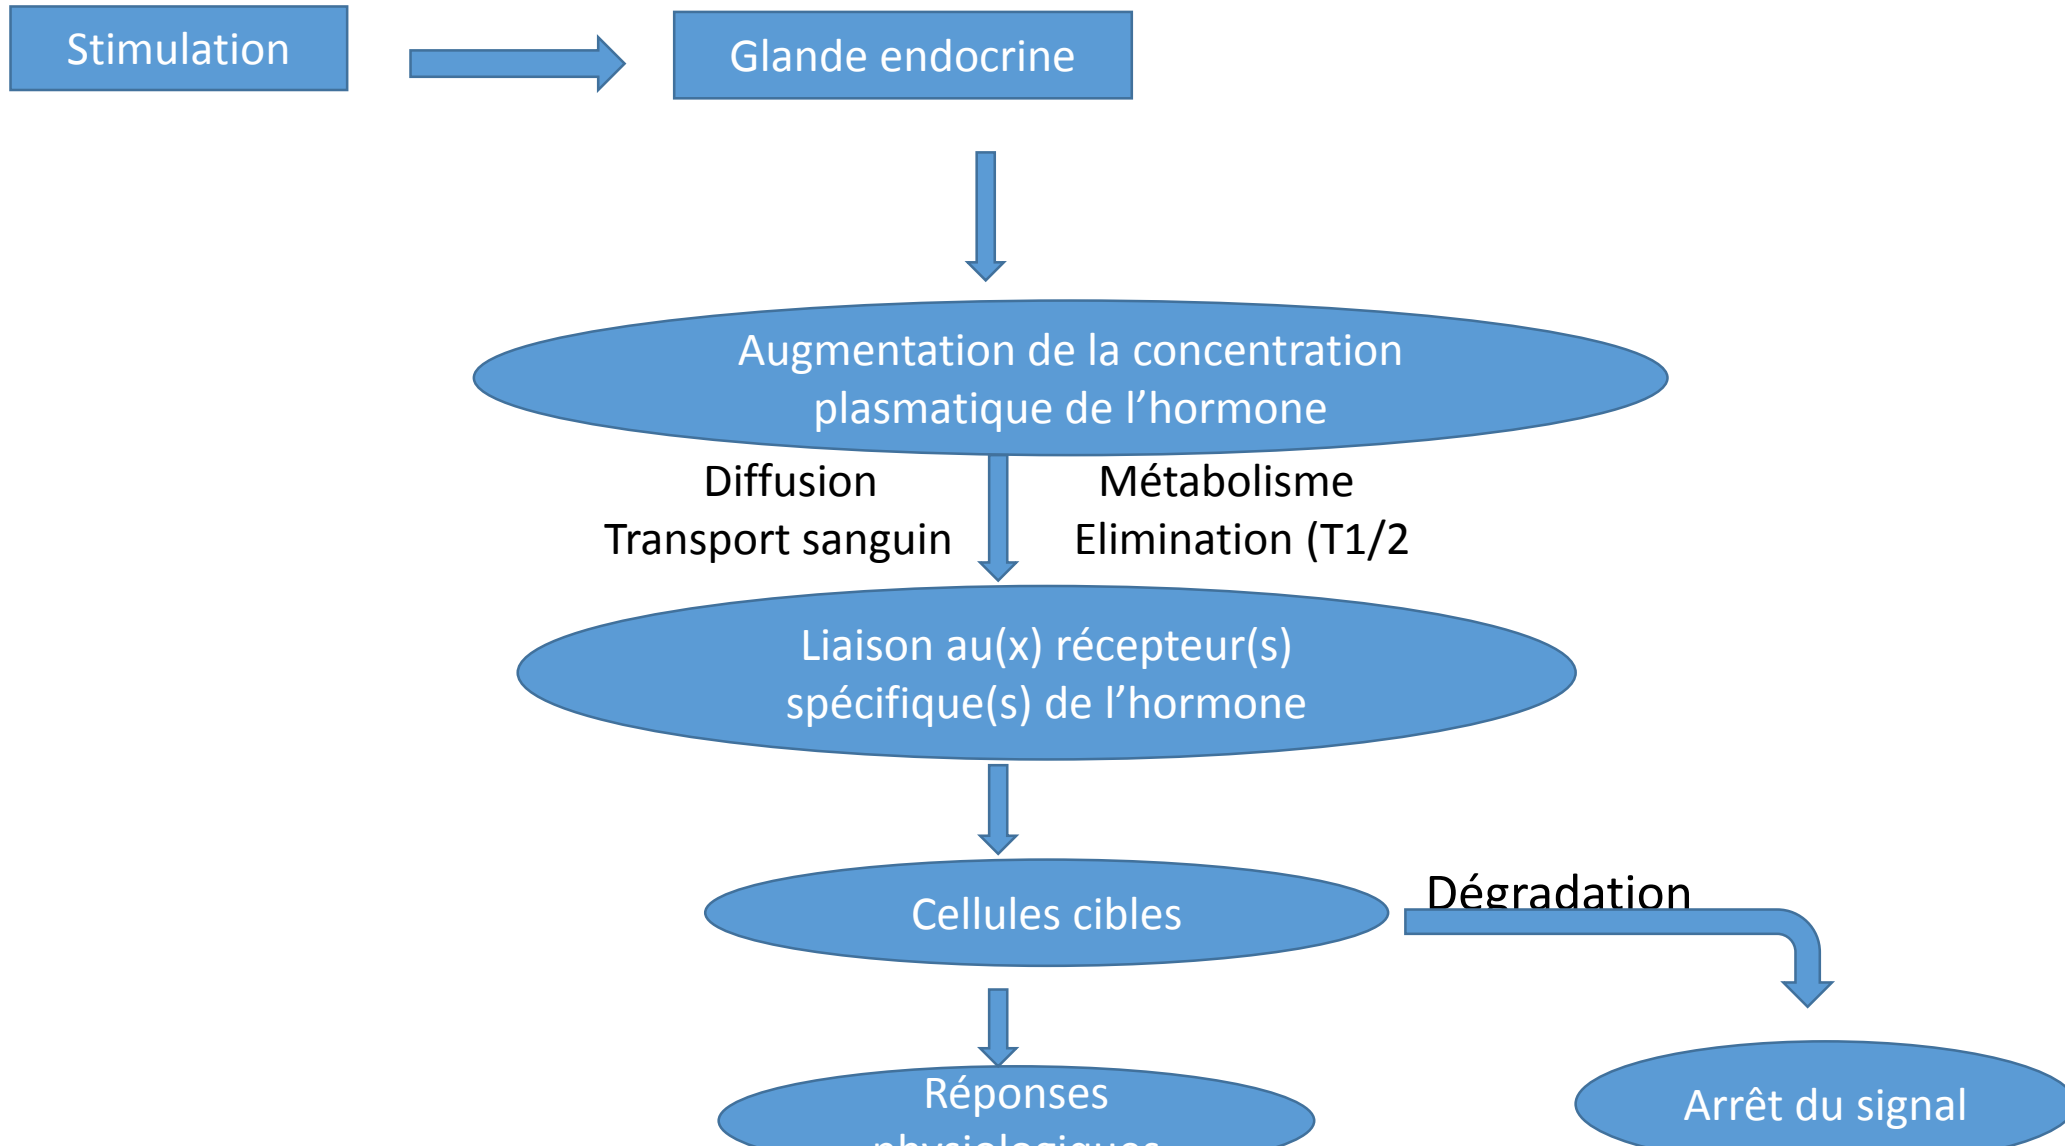 Stimulation
Glande endocrine
Augmentation de la concentration
plasmatique de l’hormone
Diffusion
Transport sanguin
Métabolisme
Elimination (T1/2
Liaison au(x) récepteur(s)
spécifique(s) de l’hormone
Cellules cibles
Dégradation
Réponses
physiologiques
Arrêt du signal